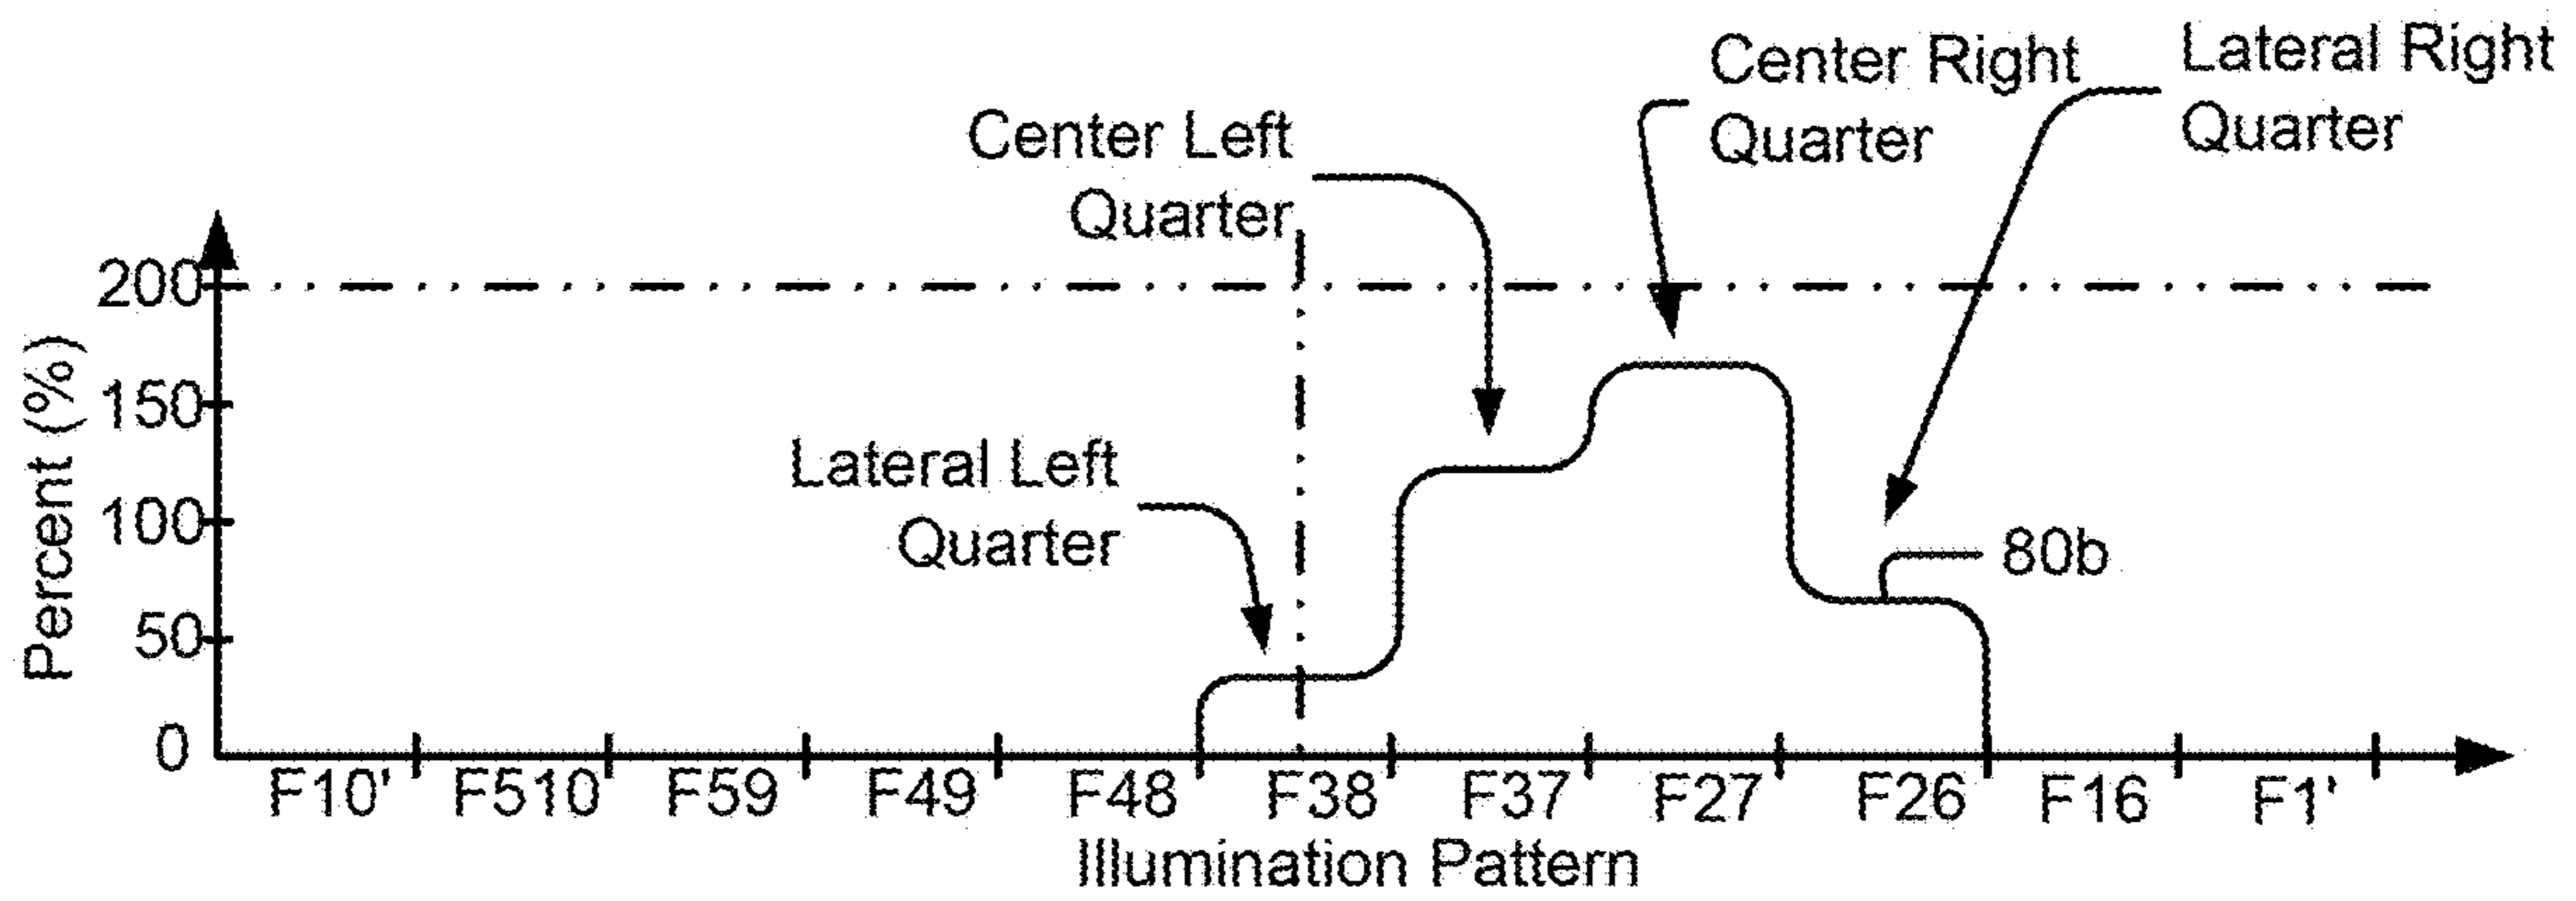 Center Right
Quarter
Lateral Right
Quarter
Center Left
Quarter
Lateral Left
Quarter
80b
Percent (%)
200
150
100
50
0
F10' F510 F59 F49 F48 F38 F37 F27 F26 F16 F1'
Illumination Pattern